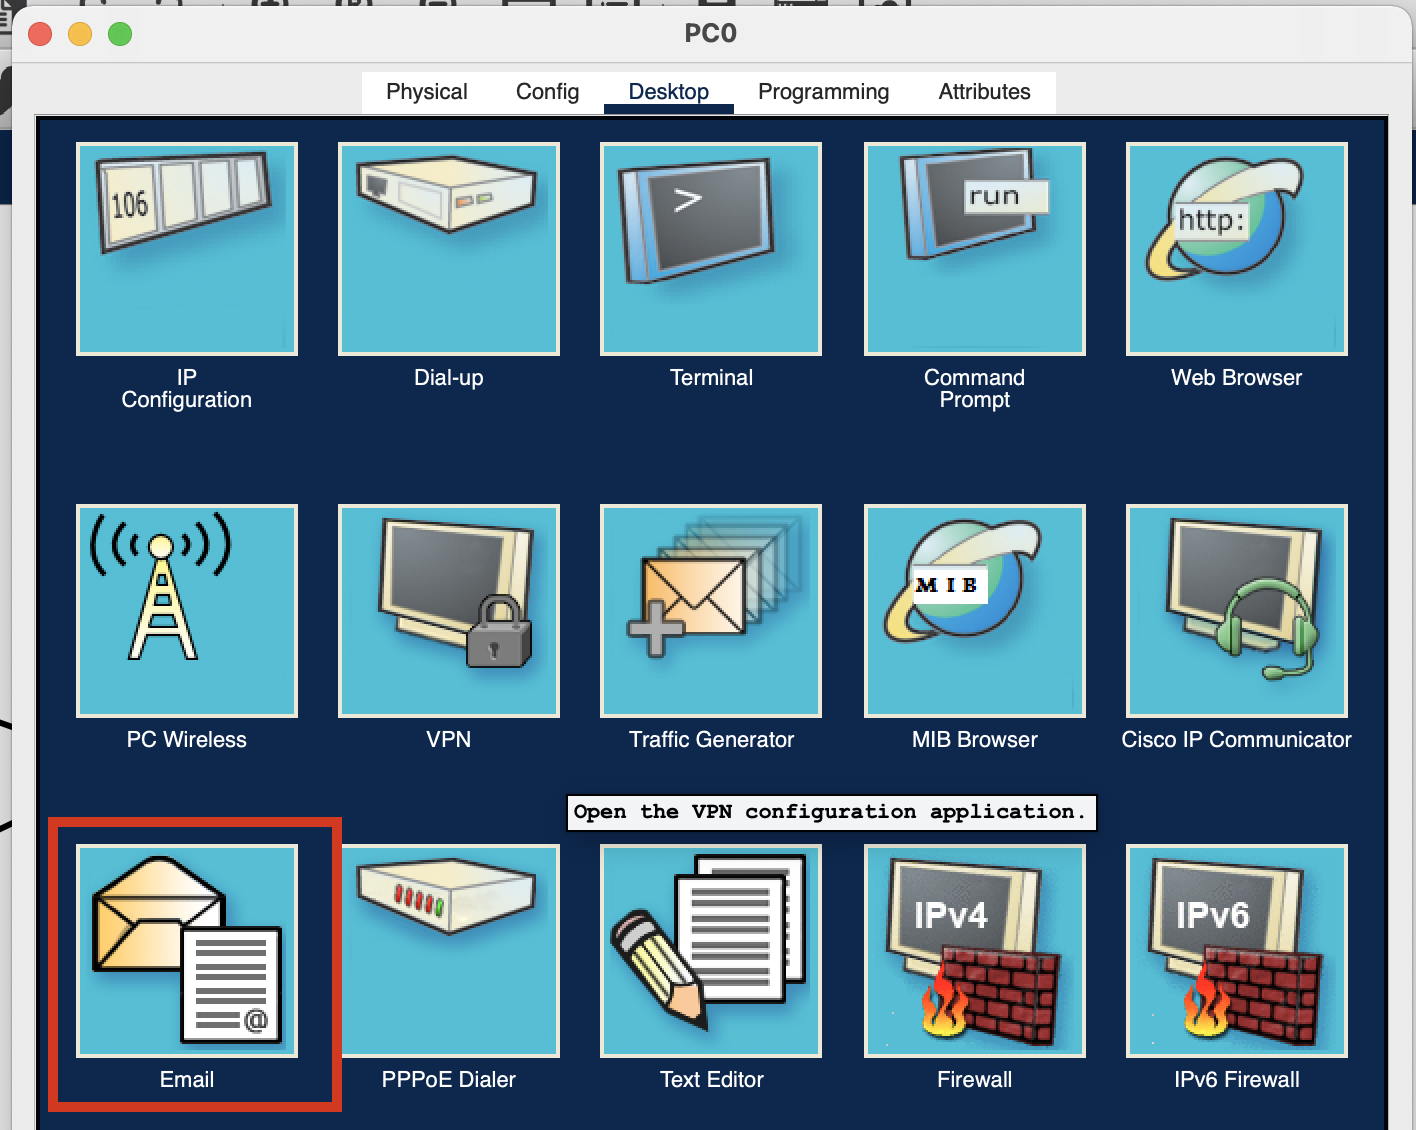 PC0
Physical Config Desktop Programming Attributes
106
>
run
http:
IP
Configuration
Dial-up
Terminal
Command
Prompt
Web Browser
MIB
PC Wireless
VPN
Traffic Generator
MIB Browser
Cisco IP Communicator
Open the VPN configuration application.
@
IPv4
IPv6
Email
PPPoE Dialer
Text Editor
Firewall
IPv6 Firewall